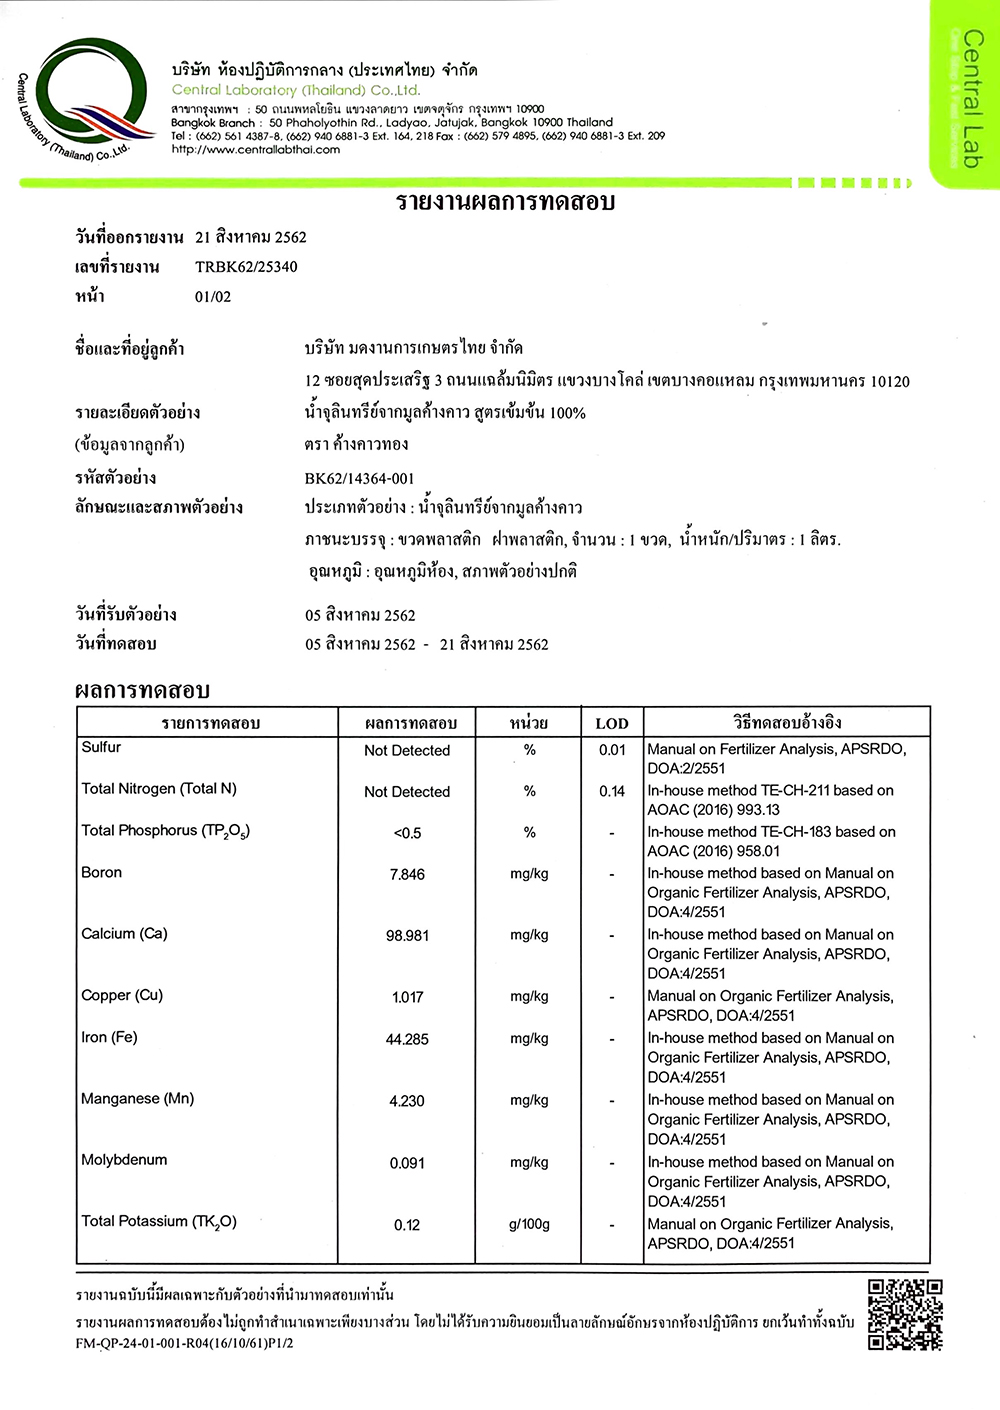 Central Laboratory (Thailand) Co.,Ltd.
บริษัท ห้องปฏิบัติการกลาง (ประเทศไทย) จำกัด
Central Laboratory (Thailand) Co.,Ltd.
สาขากรุงเทพฯ : 50 ถนนพหลโยธิน แขวงลาดยาว เขตจตุจักร กรุงเทพฯ 10900
Bangkok Branch : 50 Phaholyothin Rd., Ladyao, Jatujak, Bangkok 10900 Thailand
Tel : (662) 561 4387-8, (662) 940 6881-3 Ext. 164, 218 Fax : (662) 579 4895, (662) 940 6881-3 Ext. 209
http://www.centrallabthai.com
Central Lab
รายงานผลการทดสอบ
วันที่ออกรายงาน 21 สิงหาคม 2562
เลขที่รายงาน TRBK62/25340
หน้า 01/02
ชื่อและที่อยู่ลูกค้า บริษัท มดงานการเกษตรไทย จำกัด
12 ซอยสุดประเสริฐ 3 ถนนแฉล้มนิมิตร แขวงบางโคล่ เขตบางคอแหลม กรุงเทพมหานคร 10120
รายละเอียดตัวอย่าง น้ำจุลินทรีย์จากมูลค้างคาว สูตรเข้มข้น 100%
(ข้อมูลจากลูกค้า) ตรา ค้างคาวทอง
รหัสตัวอย่าง BK62/14364-001
ลักษณะและสภาพตัวอย่าง ประเภทตัวอย่าง : น้ำจุลินทรีย์จากมูลค้างคาว
ภาชนะบรรจุ : ขวดพลาสติก ฝาพลาสติก, จำนวน : 1 ขวด, น้ำหนัก/ปริมาตร : 1 ลิตร.
อุณหภูมิ : อุณหภูมิห้อง, สภาพตัวอย่างปกติ
วันที่รับตัวอย่าง 05 สิงหาคม 2562
วันที่ทดสอบ 05 สิงหาคม 2562 - 21 สิงหาคม 2562
ผลการทดสอบ
รายการทดสอบ ผลการทดสอบ หน่วย LOD วิธีทดสอบอ้างอิง
Sulfur Not Detected % 0.01 Manual on Fertilizer Analysis, APSRDO,
DOA:2/2551
Total Nitrogen (Total N) Not Detected % 0.14 In-house method TE-CH-211 based on
AOAC (2016) 993.13
Total Phosphorus (TP₂O₅) <0.5 % - In-house method TE-CH-183 based on
AOAC (2016) 958.01
Boron 7.846 mg/kg - In-house method based on Manual on
Organic Fertilizer Analysis, APSRDO,
DOA:4/2551
Calcium (Ca) 98.981 mg/kg - In-house method based on Manual on
Organic Fertilizer Analysis, APSRDO,
DOA:4/2551
Copper (Cu) 1.017 mg/kg - Manual on Organic Fertilizer Analysis,
APSRDO, DOA:4/2551
Iron (Fe) 44.285 mg/kg - In-house method based on Manual on
Organic Fertilizer Analysis, APSRDO,
DOA:4/2551
Manganese (Mn) 4.230 mg/kg - In-house method based on Manual on
Organic Fertilizer Analysis, APSRDO,
DOA:4/2551
Molybdenum 0.091 mg/kg - In-house method based on Manual on
Organic Fertilizer Analysis, APSRDO,
DOA:4/2551
Total Potassium (TK₂O) 0.12 g/100g - Manual on Organic Fertilizer Analysis,
APSRDO, DOA:4/2551
รายงานฉบับนี้มีผลเฉพาะกับตัวอย่างที่นำมาทดสอบเท่านั้น
รายงานผลการทดสอบต้องไม่ถูกทำสำเนาเฉพาะเพียงบางส่วน โดยไม่ได้รับความยินยอมเป็นลายลักษณ์อักษรจากห้องปฏิบัติการ ยกเว้นทำทั้งฉบับ
FM-QP-24-01-001-R04(16/10/61)P1/2